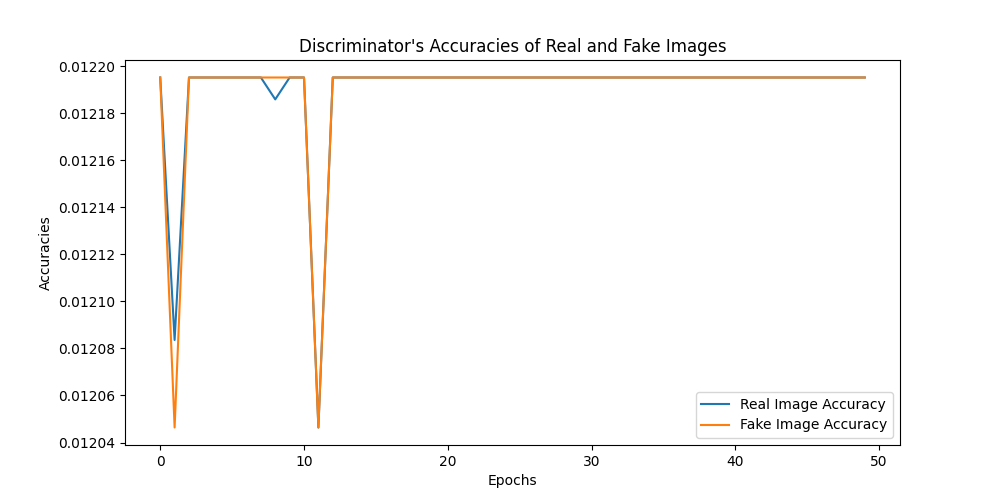 Discriminator's Accuracies of Real and Fake Images
0.01220
0.01218
0.01216
0.01214
0.01212
0.01210
0.01208
0.01206
0.01204
Accuracies
0 10 20 30 40 50
Epochs
Real Image Accuracy
Fake Image Accuracy